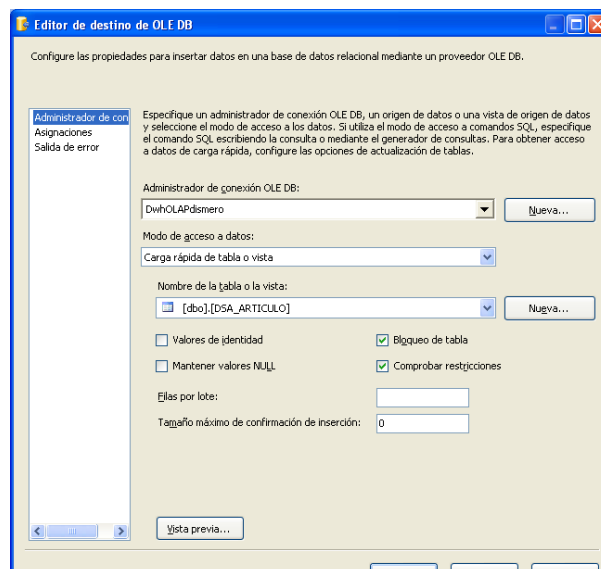 Editor de destino de OLE DB
Configure las propiedades para insertar datos en una base de datos relacional mediante un proveedor OLE DB.
Administrador de con
Asignaciones
Salida de error
Especifique un administrador de conexión OLE DB, un origen de datos o una vista de origen de datos
y seleccione el modo de acceso a los datos. Si utiliza el modo de acceso a comandos SQL, especifique
el comando SQL escribiendo la consulta o mediante el generador de consultas. Para obtener acceso
a datos de carga rápida, configure las opciones de actualización de tablas.
Administrador de conexión OLE DB:
DwhOLAPdismero
Nueva...
Modo de acceso a datos:
Carga rápida de tabla o vista
Nombre de la tabla o la vista:
[dbo].[DSA_ARTICULO]
Nueva...
Valores de identidad
Bloqueo de tabla
Mantener valores NULL
Comprobar restricciones
Filas por lote:
Tamaño máximo de confirmación de inserción:
0
Vista previa...